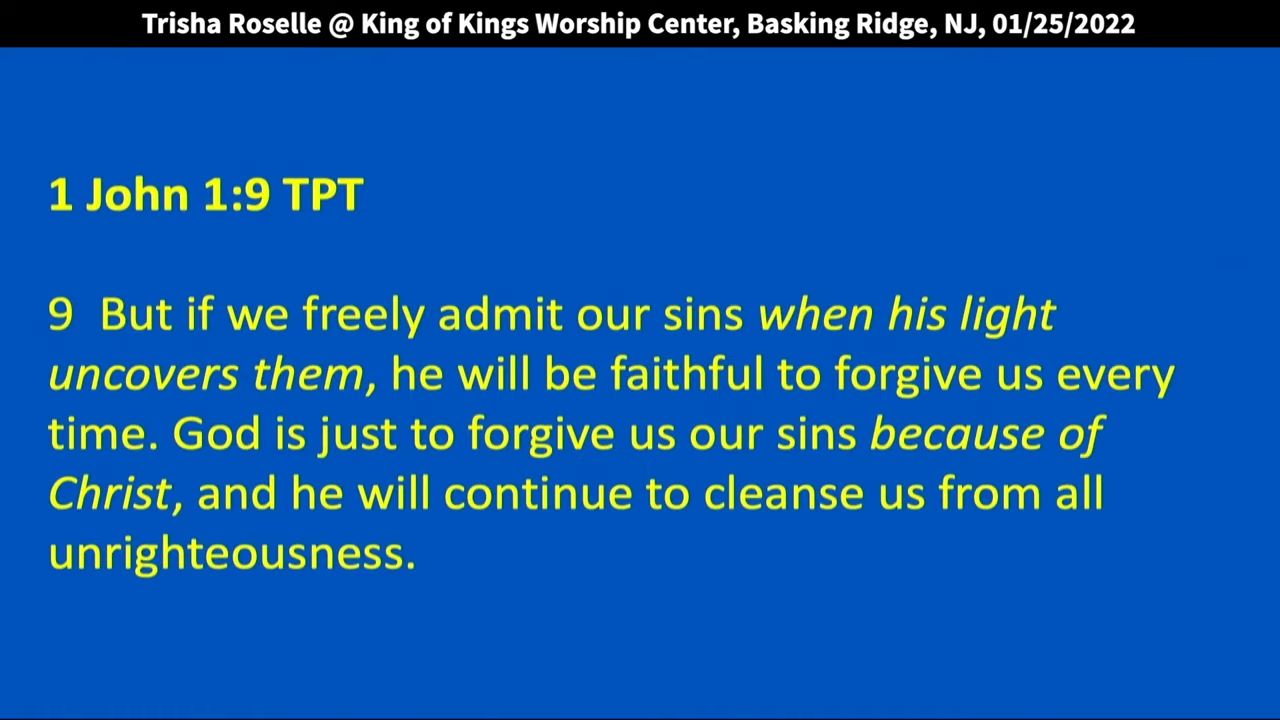 Trisha Roselle @ King of Kings Worship Center, Basking Ridge, NJ, 01/25/2022
1 John 1:9 TPT
9 But if we freely admit our sins when his light
uncovers them, he will be faithful to forgive us every
time. God is just to forgive us our sins because of
Christ, and he will continue to cleanse us from all
unrighteousness.